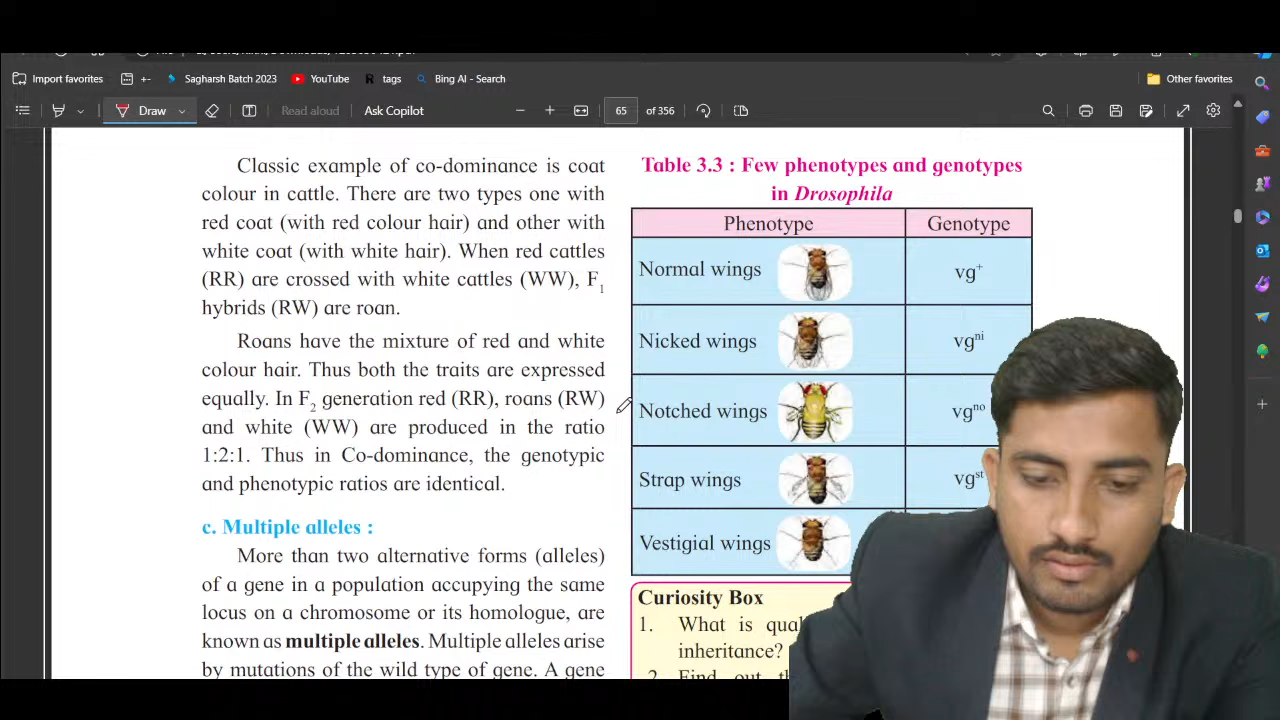 Import favorites
+-
Sagharsh Batch 2023
YouTube
tags
Bing AI - Search
Other favorites
Draw
Read aloud
Ask Copilot
65
of 356
Classic example of co-dominance is coat
colour in cattle. There are two types one with
red coat (with red colour hair) and other with
white coat (with white hair). When red cattles
(RR) are crossed with white cattles (WW), F1
hybrids (RW) are roan.
Roans have the mixture of red and white
colour hair. Thus both the traits are expressed
equally. In F2 generation red (RR), roans (RW)
and white (WW) are produced in the ratio
1:2:1. Thus in Co-dominance, the genotypic
and phenotypic ratios are identical.
c. Multiple alleles :
More than two alternative forms (alleles)
of a gene in a population accupying the same
locus on a chromosome or its homologue, are
known as multiple alleles. Multiple alleles arise
by mutations of the wild type of gene. A gene
Table 3.3 : Few phenotypes and genotypes
in Drosophila
Phenotype Genotype
Normal wings vg+
Nicked wings vgni
Notched wings vgno
Strap wings vgst
Vestigial wings
Curiosity Box
1. What is
inheritance?
2. Find out